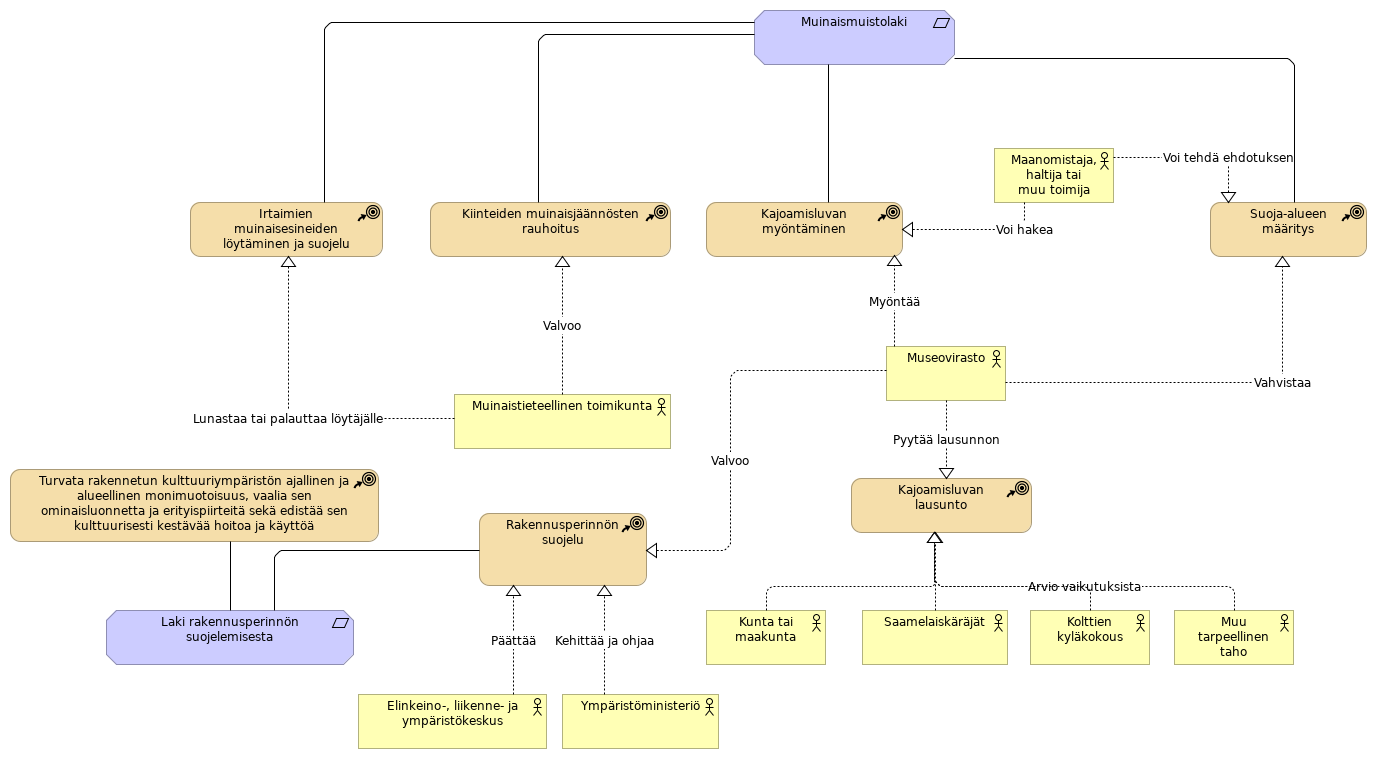 Muinaismuistolaki
Maanomistaja,
haltija tai
muu toimija
Voi tehdä ehdotuksen
Irtaimien
muinaisesineiden
löytäminen ja suojelu
Kiinteiden muinaisjäännösten
rauhoitus
Kajoamisluvan
myöntäminen
Voi hakea
Suoja-alueen
määritys
Myöntää
Valvoo
Museovirasto
Vahvistaa
Lunastaa tai palauttaa löytäjälle
Muinaistieteellinen toimikunta
Pyytää lausunnon
Valvoo
Turvata rakennetun kulttuuriympäristön ajallinen ja
alueellinen monimuotoisuus, vaalia sen
ominaisluonnetta ja erityispiirteitä sekä edistää sen
kulttuurisesti kestävää hoitoa ja käyttöä
Rakennusperinnön
suojelu
Kajoamisluvan
lausunto
Arvio vaikutuksista
Laki rakennusperinnön
suojelemisesta
Päättää
Kehittää ja ohjaa
Kunta tai
maakunta
Saamelaiskäräjät
Kolttien
kyläkokous
Muu
tarpeellinen
taho
Elinkeino-, liikenne- ja
ympäristökeskus
Ympäristöministeriö